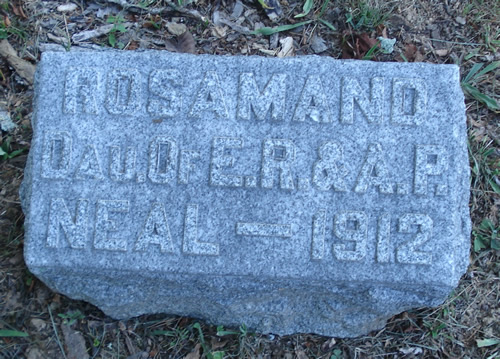 ROSAMAND
DAU. OF E. R. & A. P.
NEAL — 1912